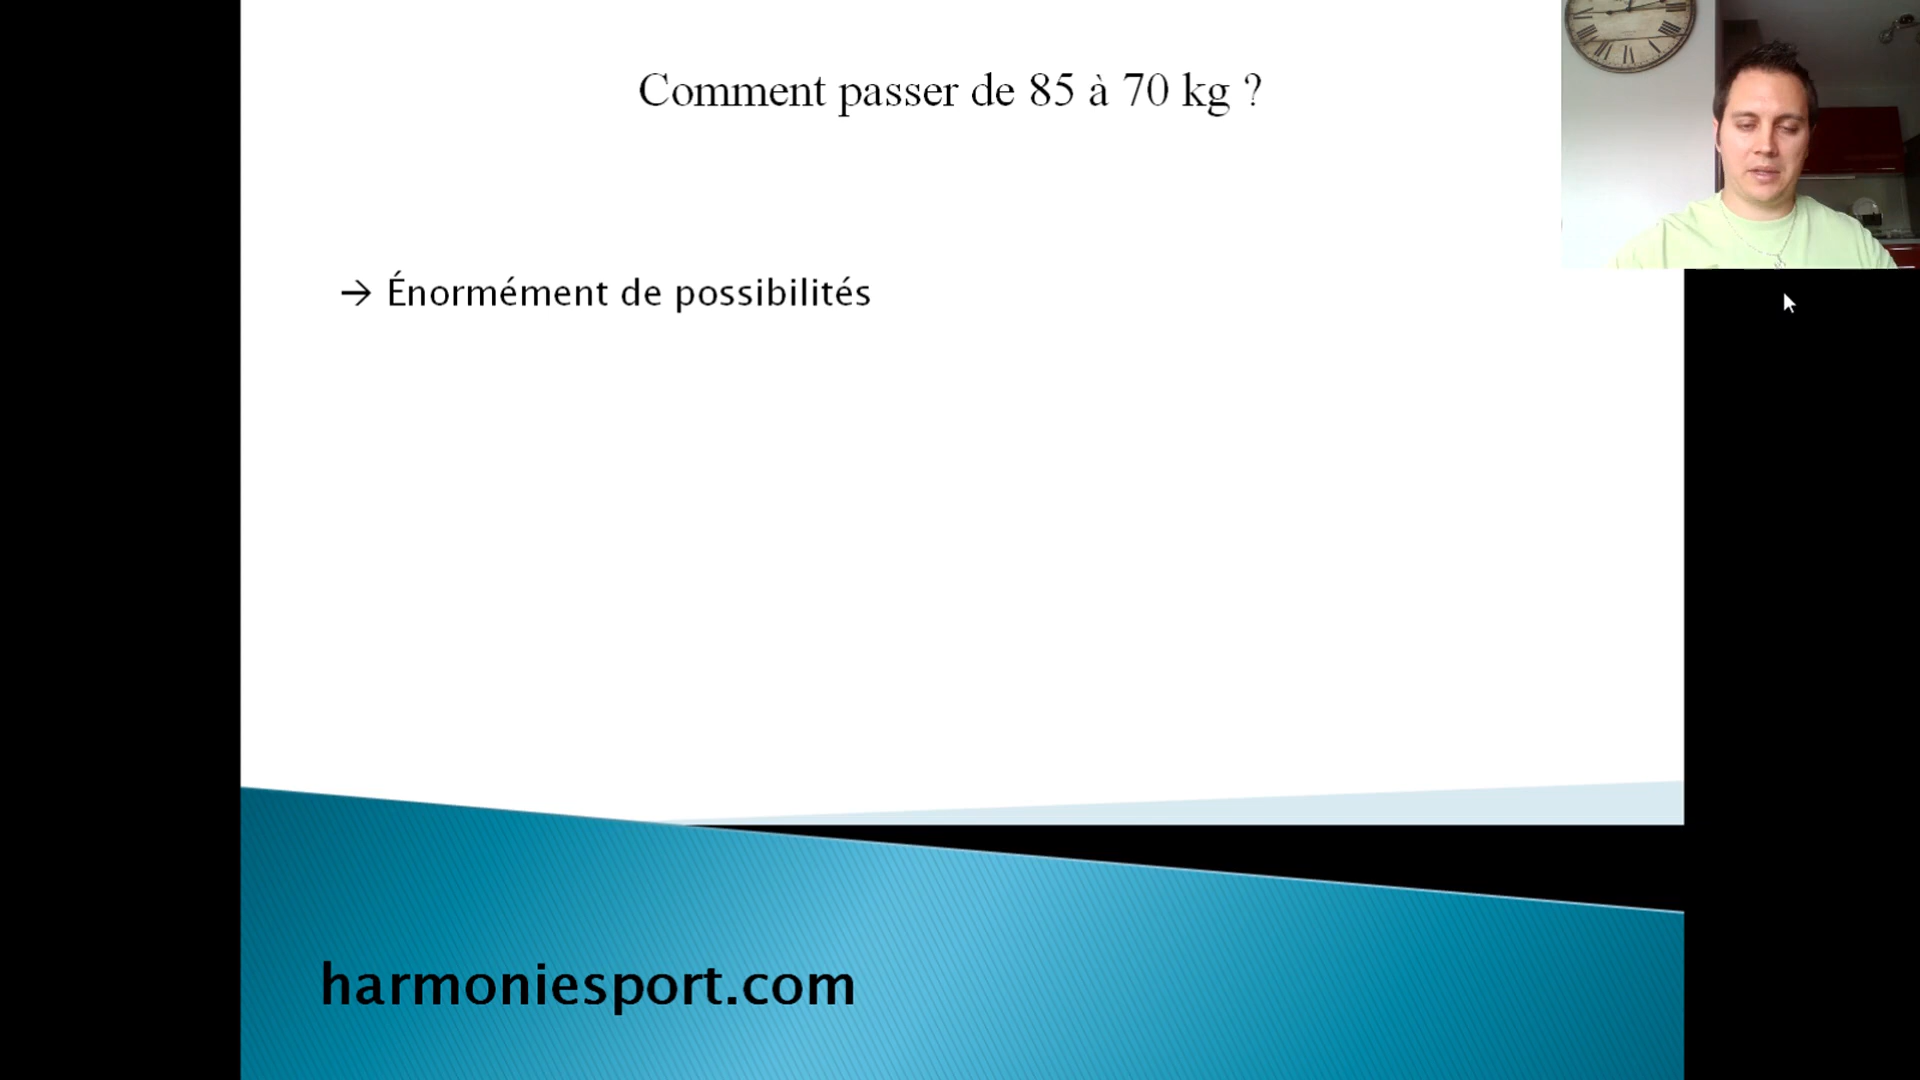 Comment passer de 85 à 70 kg ?
→ Énormément de possibilités
harmoniesport.com